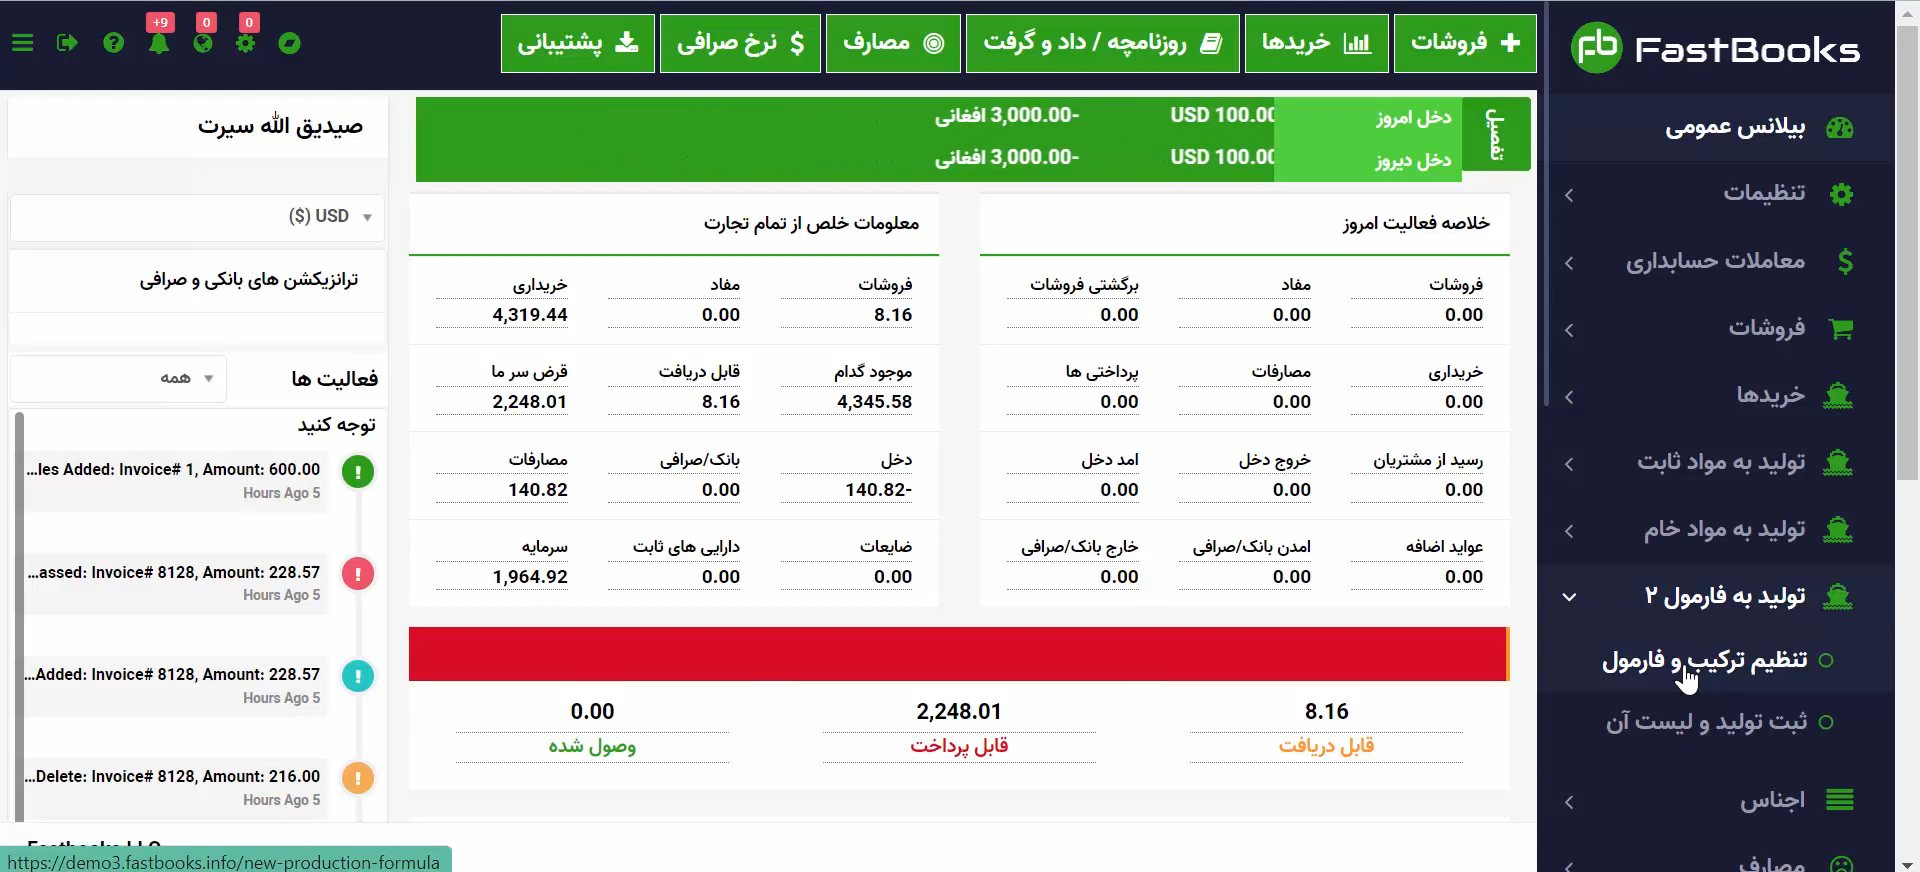 FastBooks
فروشات
خریدها
روزنامچه / داد و گرفت
مصارف
نرخ صرافی
پشتیبانی
0
0
+9
بیلانس عمومی
تنظیمات
معاملات حسابداری
فروشات
خریدها
تولید به مواد ثابت
تولید به مواد خام
تولید به فارمول ۲
تنظیم ترکیب و فارمول
ثبت تولید و لیست آن
اجناس
مصارف
تفصیل
دخل امروز
USD 100.00
-3,000.00 افغانی
دخل دیروز
USD 100.00
-3,000.00 افغانی
خلاصه فعالیت امروز
فروشات
مفاد
برگشتی فروشات
0.00
0.00
0.00
خریداری
مصارفات
پرداختی ها
0.00
0.00
0.00
رسید از مشتریان
خروج دخل
امد دخل
0.00
0.00
0.00
عواید اضافه
امدن بانک/صرافی
خارج بانک/صرافی
0.00
0.00
0.00
معلومات خلص از تمام تجارت
فروشات
مفاد
خریداری
8.16
0.00
4,319.44
موجود گدام
قابل دریافت
قرض سر ما
4,345.58
8.16
2,248.01
دخل
بانک/صرافی
مصارفات
140.82-
0.00
140.82
ضایعات
دارایی های ثابت
سرمایه
0.00
0.00
1,964.92
8.16
2,248.01
0.00
قابل دریافت
قابل پرداخت
وصول شده
صیدیق الله سیرت
($) USD
ترانزیکشن های بانکی و صرافی
فعالیت ها
همه
توجه کنید
...les Added: Invoice# 1, Amount: 600.00
Hours Ago 5
...assed: Invoice# 8128, Amount: 228.57
Hours Ago 5
...Added: Invoice# 8128, Amount: 228.57
Hours Ago 5
...Delete: Invoice# 8128, Amount: 216.00
Hours Ago 5
Fastbooks LLC
https://demo3.fastbooks.info/new-production-formula